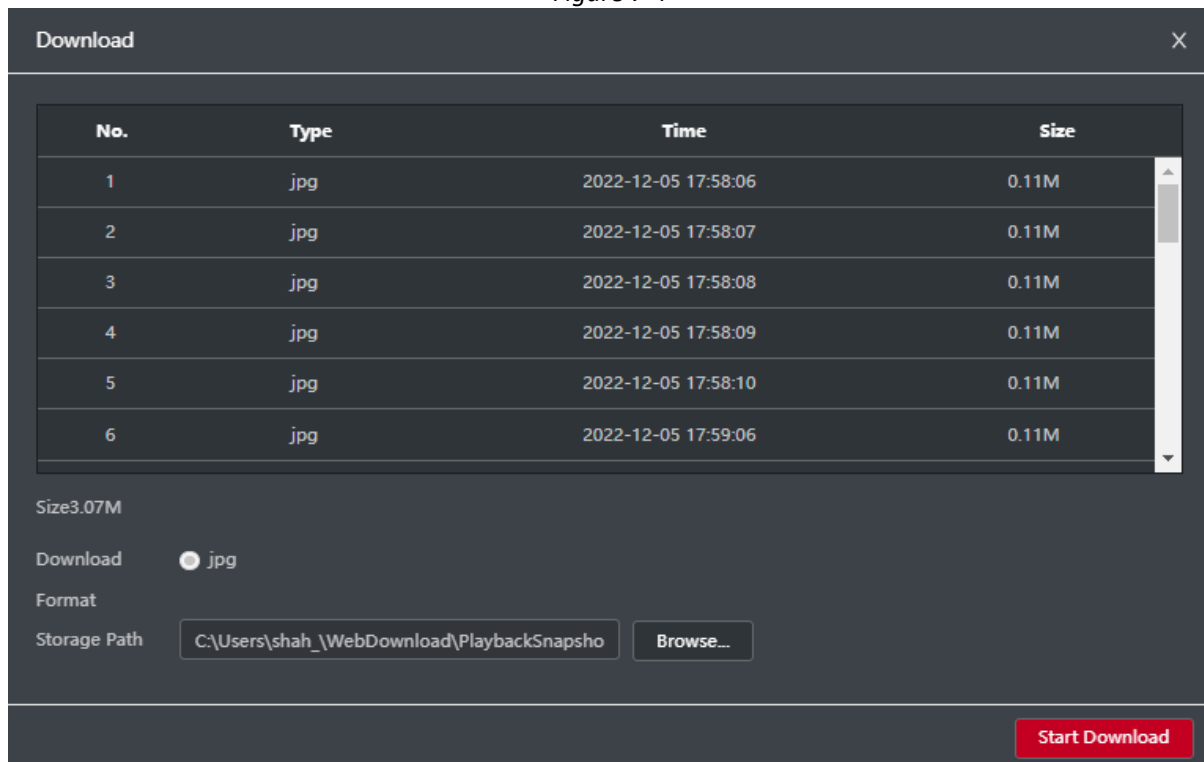 Download
No. Type Time Size
1 jpg 2022-12-05 17:58:06 0.11M
2 jpg 2022-12-05 17:58:07 0.11M
3 jpg 2022-12-05 17:58:08 0.11M
4 jpg 2022-12-05 17:58:09 0.11M
5 jpg 2022-12-05 17:58:10 0.11M
6 jpg 2022-12-05 17:59:06 0.11M
Size3.07M
Download jpg
Format
Storage Path C:\Users\shah_\WebDownload\PlaybackSnapsho Browse...
Start Download